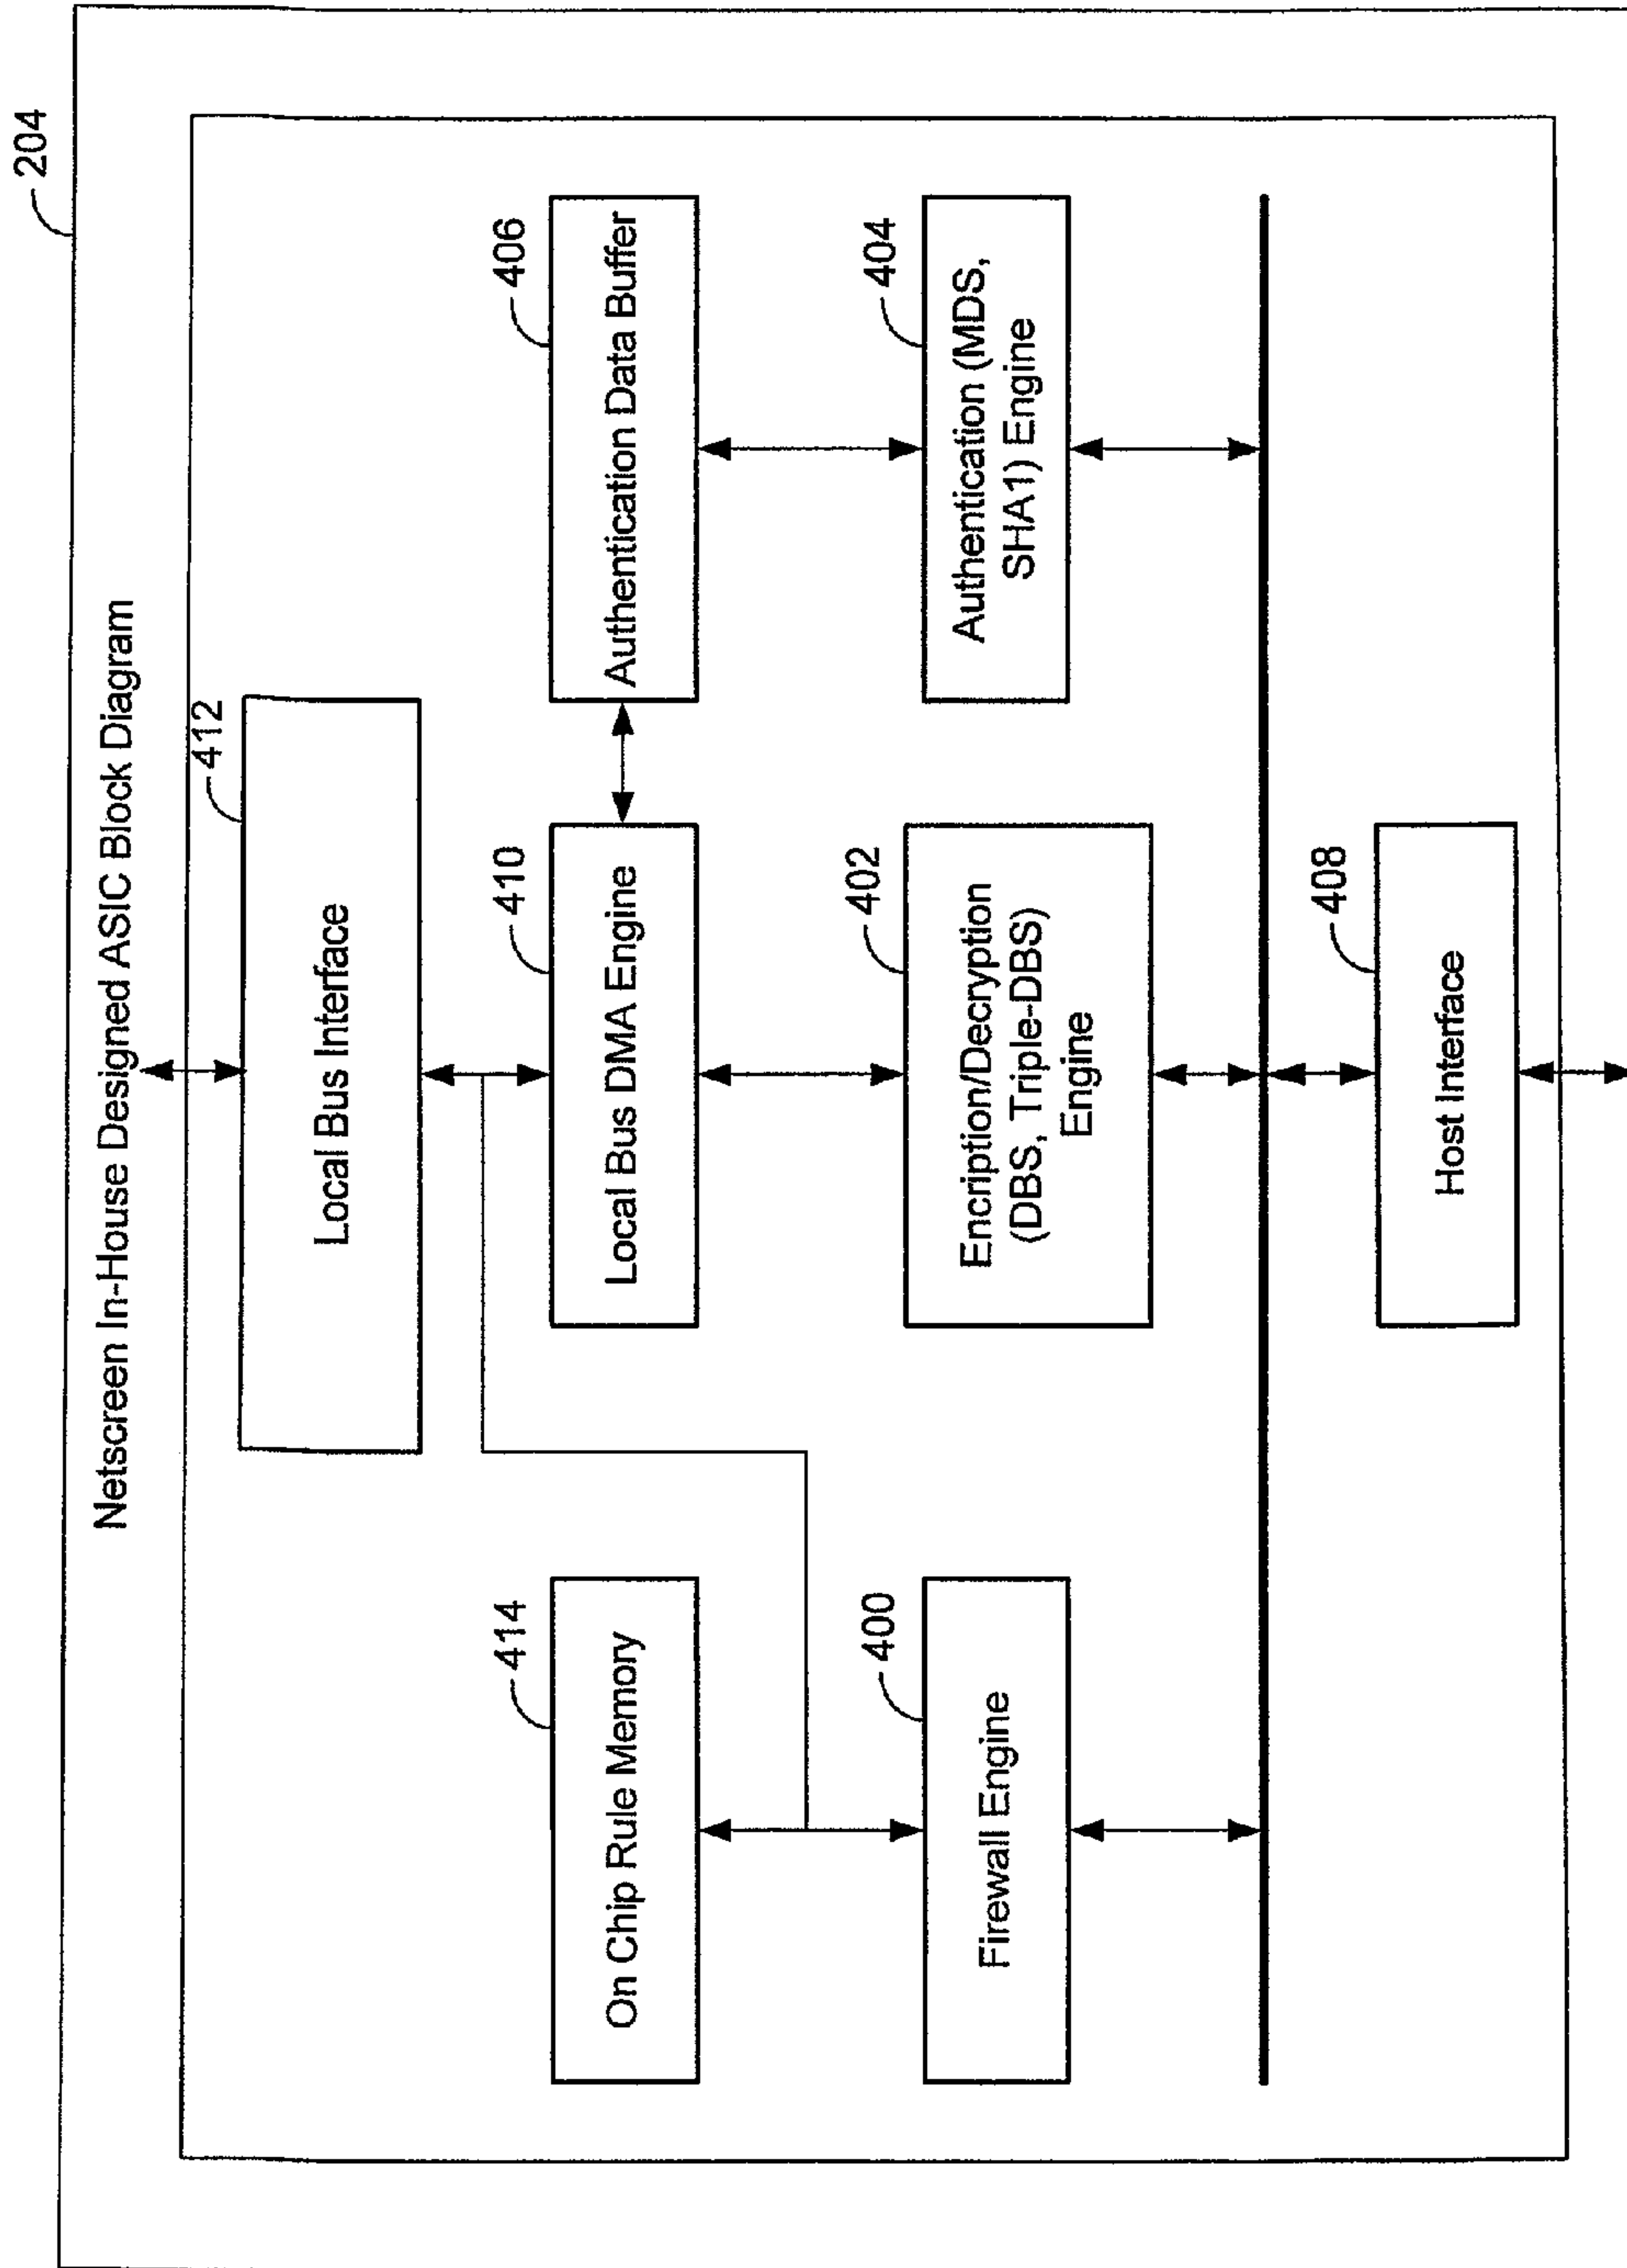 204
Netscreen In-House Designed ASIC Block Diagram
412
Local Bus Interface
414
On Chip Rule Memory
410
Local Bus DMA Engine
406
Authentication Data Buffer
400
Firewall Engine
402
Encription/Decryption
(DBS, Triple-DBS)
Engine
404
Authentication (MDS,
SHA1) Engine
408
Host Interface